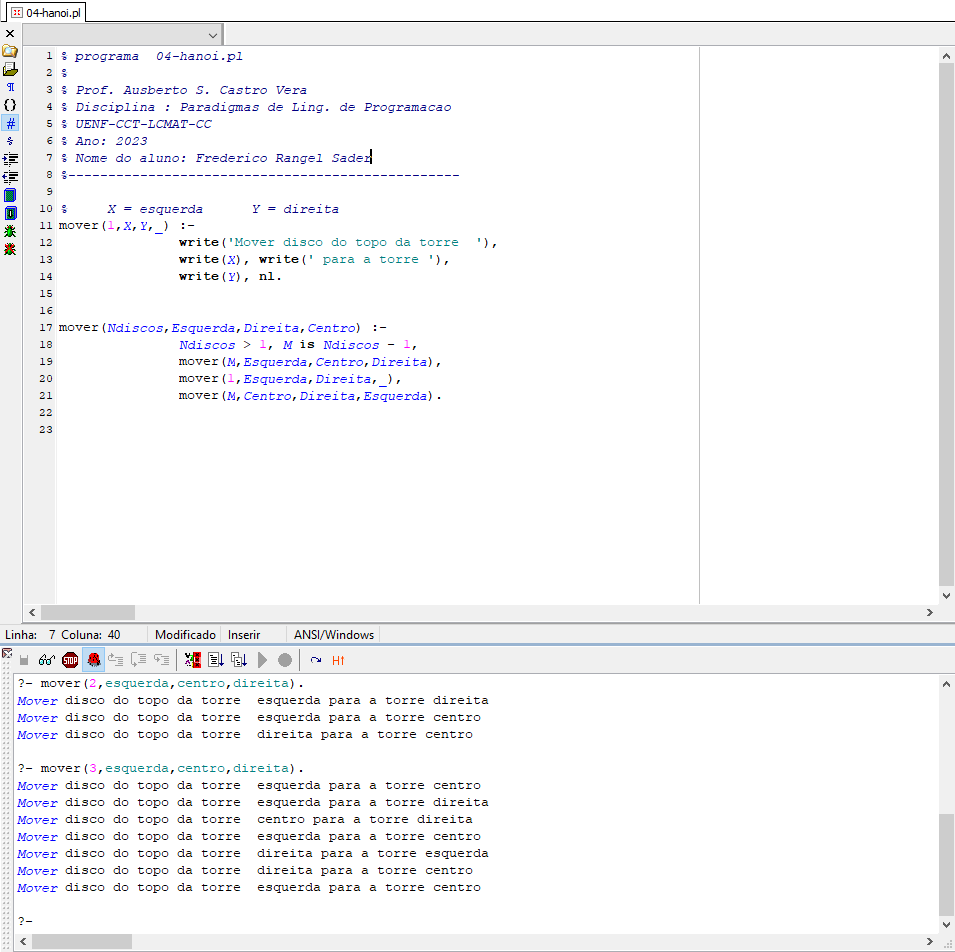 04-hanoi.pl
1 % programa  04-hanoi.pl
2 %
3 % Prof. Ausberto S. Castro Vera
4 % Disciplina : Paradigmas de Ling. de Programacao
5 % UENF-CCT-LCMAT-CC
6 % Ano: 2023
7 % Nome do aluno: Frederico Rangel Sader
8 %-------------------------------------------------
9
10 %     X = esquerda      Y = direita
11 mover(1,X,Y,_) :-
12                write('Mover disco do topo da torre  '),
13                write(X), write(' para a torre '),
14                write(Y), nl.
15
16
17 mover(Ndiscos,Esquerda,Direita,Centro) :-
18                Ndiscos > 1, M is Ndiscos - 1,
19                mover(M,Esquerda,Centro,Direita),
20                mover(1,Esquerda,Direita,_),
21                mover(M,Centro,Direita,Esquerda).
22
23
Linha: 7 Coluna: 40 Modificado Inserir ANSI/Windows
STOP H↑
?- mover(2,esquerda,centro,direita).
Mover disco do topo da torre  esquerda para a torre direita
Mover disco do topo da torre  esquerda para a torre centro
Mover disco do topo da torre  direita para a torre centro
?- mover(3,esquerda,centro,direita).
Mover disco do topo da torre  esquerda para a torre centro
Mover disco do topo da torre  esquerda para a torre direita
Mover disco do topo da torre  centro para a torre direita
Mover disco do topo da torre  esquerda para a torre centro
Mover disco do topo da torre  direita para a torre esquerda
Mover disco do topo da torre  direita para a torre centro
Mover disco do topo da torre  esquerda para a torre centro
?-